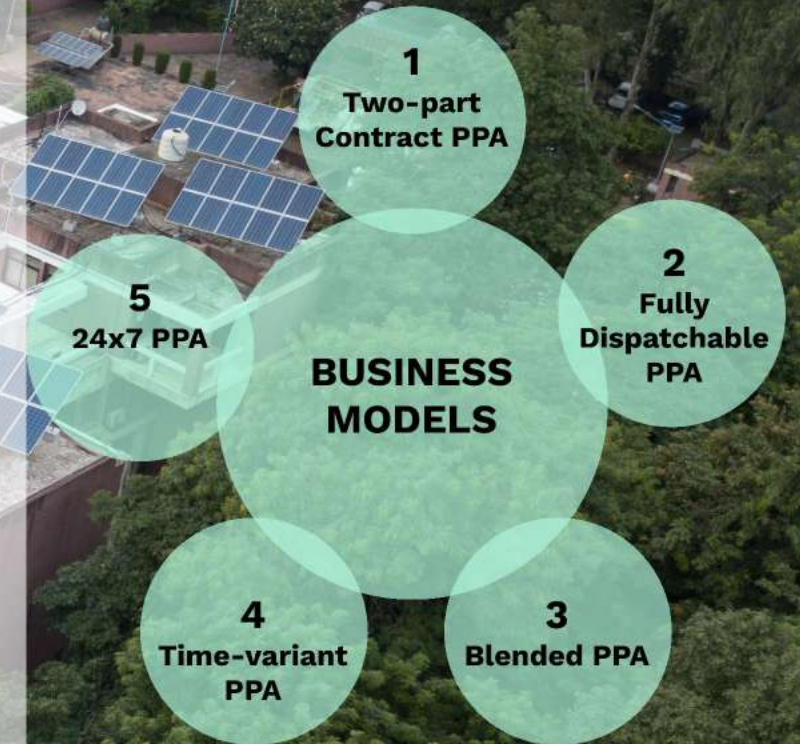 1
Two-part
Contract PPA
2
Fully
Dispatchable
PPA
BUSINESS
MODELS
5
24x7 PPA
4
Time-variant
PPA
3
Blended PPA